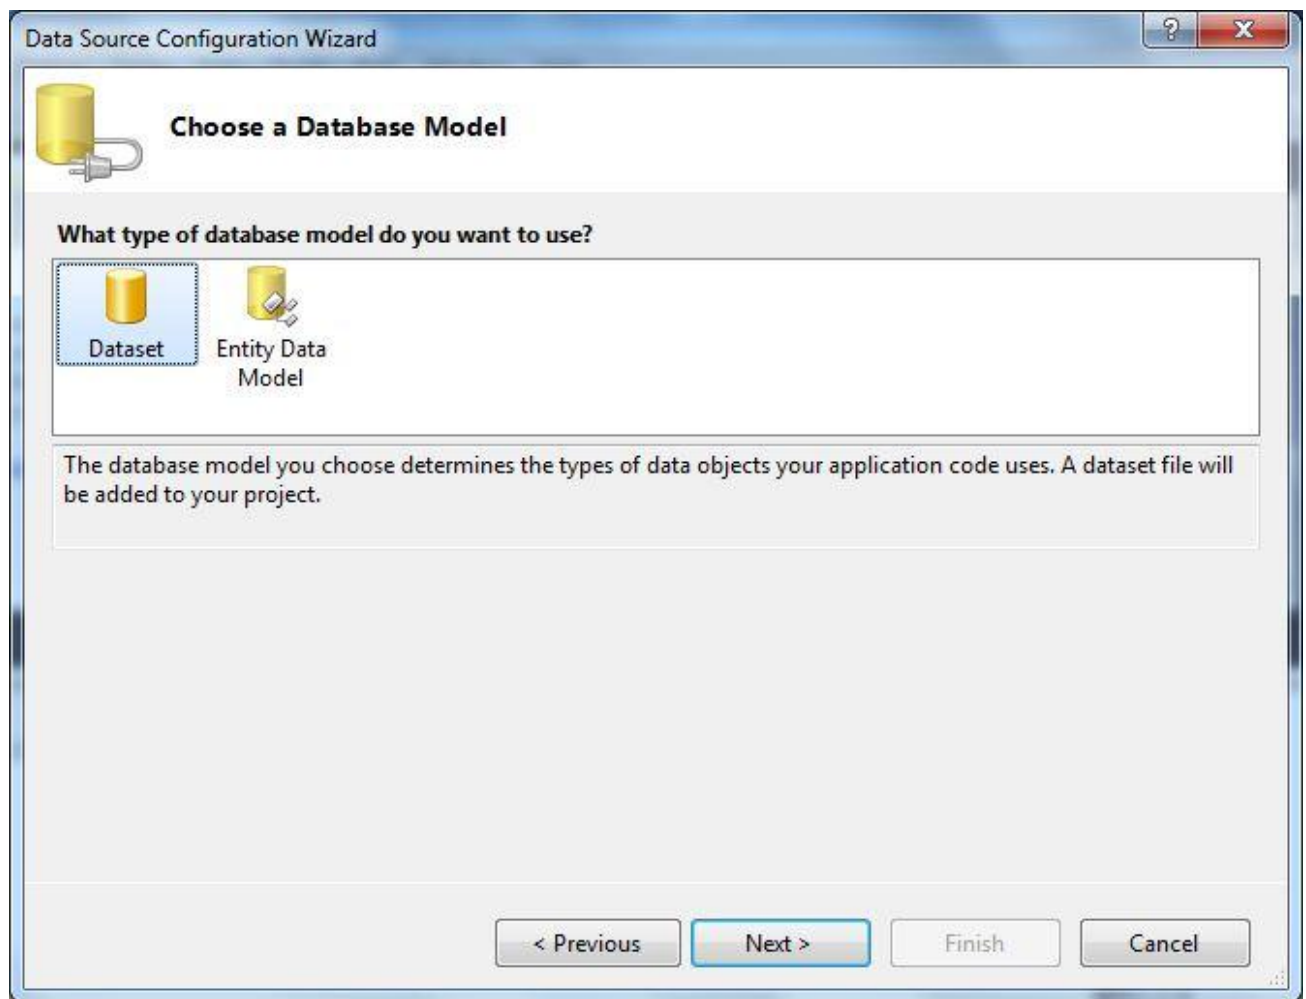 Data Source Configuration Wizard
?
X
Choose a Database Model
What type of database model do you want to use?
Dataset
Entity Data
Model
The database model you choose determines the types of data objects your application code uses. A dataset file will
be added to your project.
< Previous
Next >
Finish
Cancel